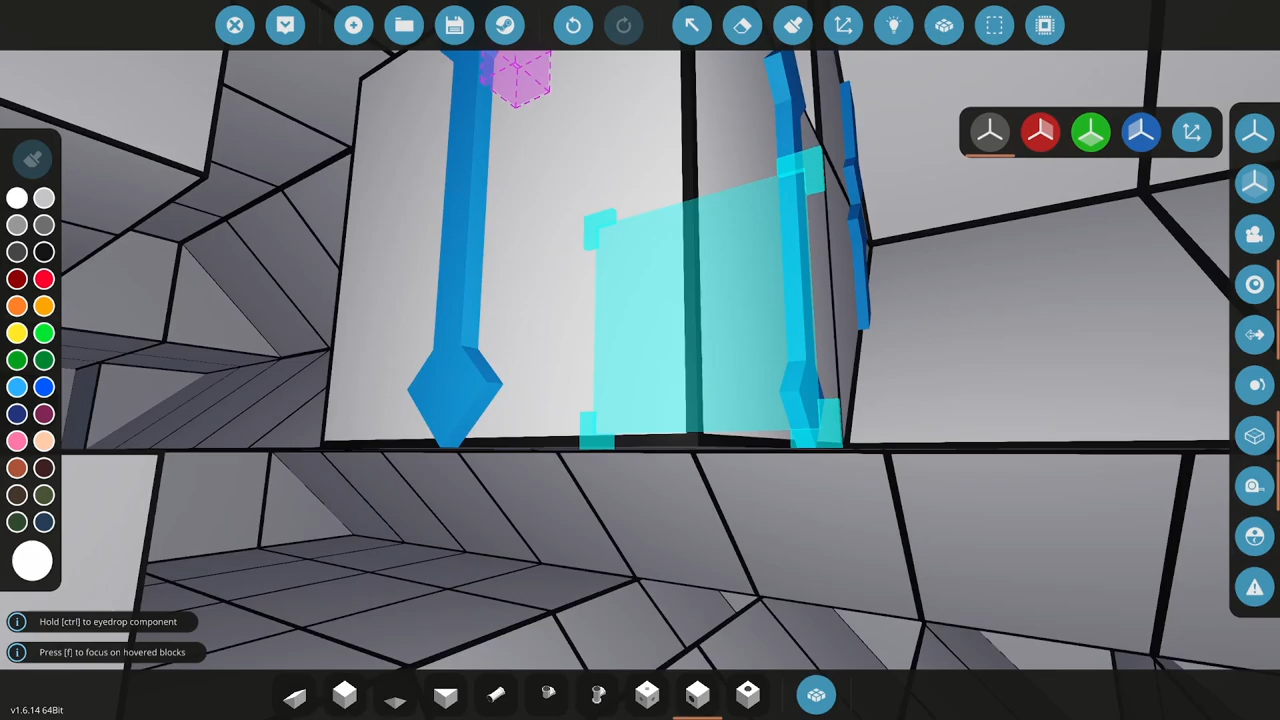 Hold [ctrl] to eyedrop component
Press [f] to focus on hovered blocks
v1.6.14 64Bit